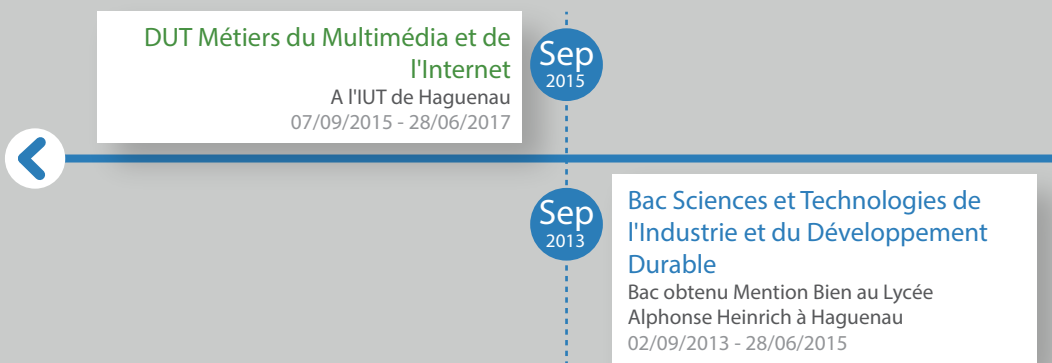 DUT Métiers du Multimédia et de
l'Internet
A l'IUT de Haguenau
07/09/2015 - 28/06/2017
Sep
2015
Sep
2013
Bac Sciences et Technologies de
l'Industrie et du Développement
Durable
Bac obtenu Mention Bien au Lycée
Alphonse Heinrich à Haguenau
02/09/2013 - 28/06/2015